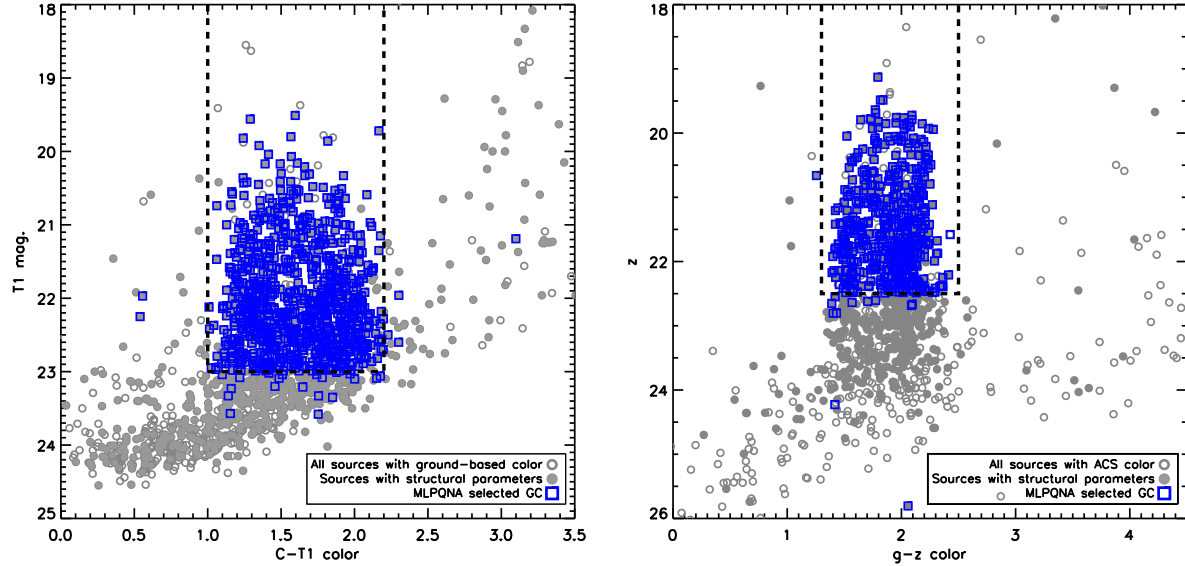 18
19
20
21
22
23
24
25
T1 mag.
0.0 0.5 1.0 1.5 2.0 2.5 3.0 3.5
C−T1 color
All sources with ground−based color
Sources with structural parameters
MLPQNA selected GC
18
20
22
24
26
z
0 1 2 3 4
g−z color
All sources with ACS color
Sources with structural parameters
MLPQNA selected GC